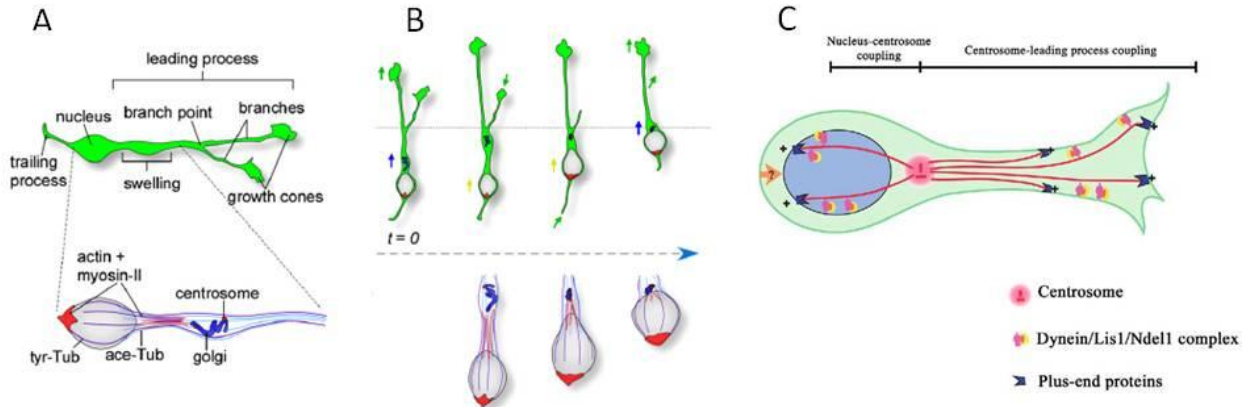 A
leading process
nucleus
branch point
branches
trailing process
swelling
growth cones
actin +
myosin-II
centrosome
tyr-Tub
ace-Tub
golgi
B
t = 0
C
Nucleus-centrosome
coupling
Centrosome-leading process coupling
?
+
+
+
+
+
+
Centrosome
Dynein/Lis1/Ndel1 complex
Plus-end proteins